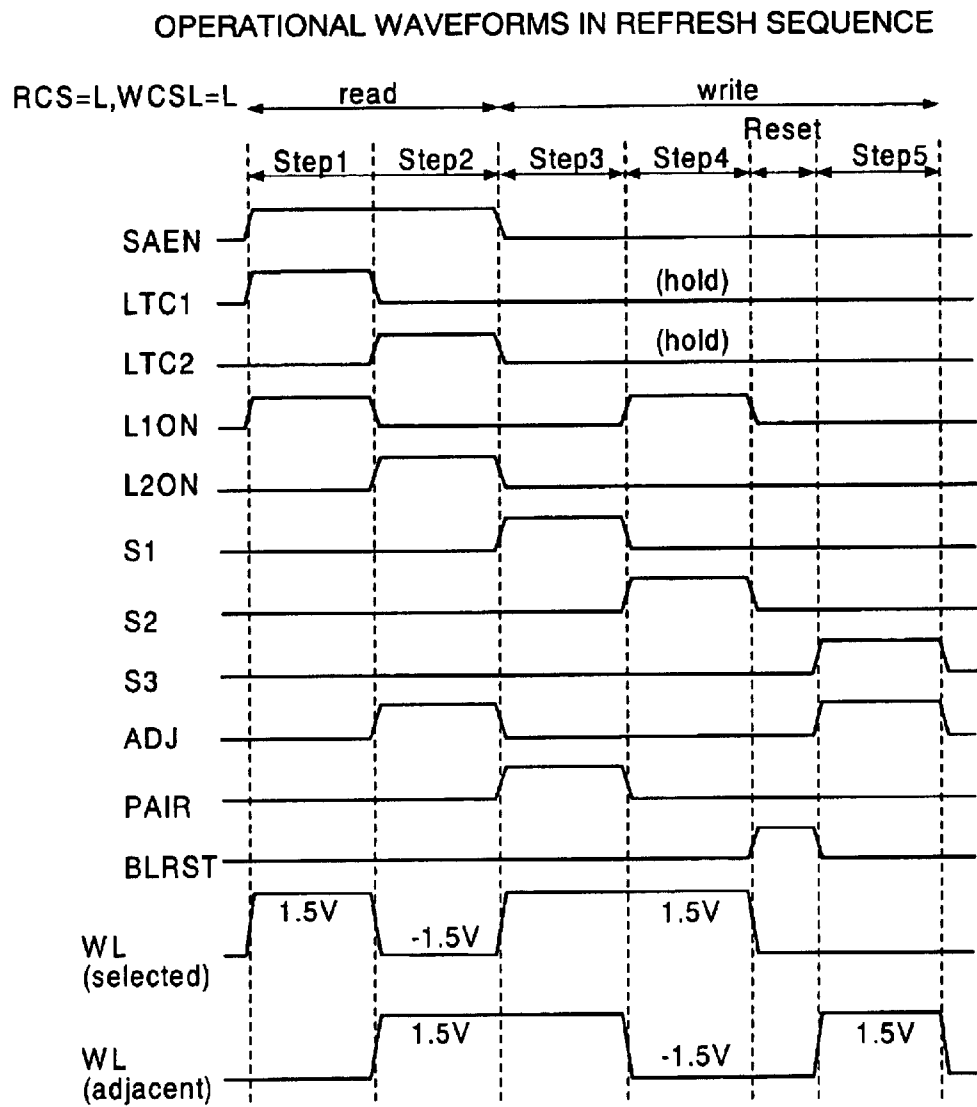 OPERATIONAL WAVEFORMS IN REFRESH SEQUENCE
RCS=L,WCSL=L read write
Reset
Step1 Step2 Step3 Step4 Step5
SAEN
LTC1 (hold)
LTC2 (hold)
L1ON
L2ON
S1
S2
S3
ADJ
PAIR
BLRST
WL (selected) 1.5V -1.5V 1.5V
WL (adjacent) 1.5V -1.5V 1.5V